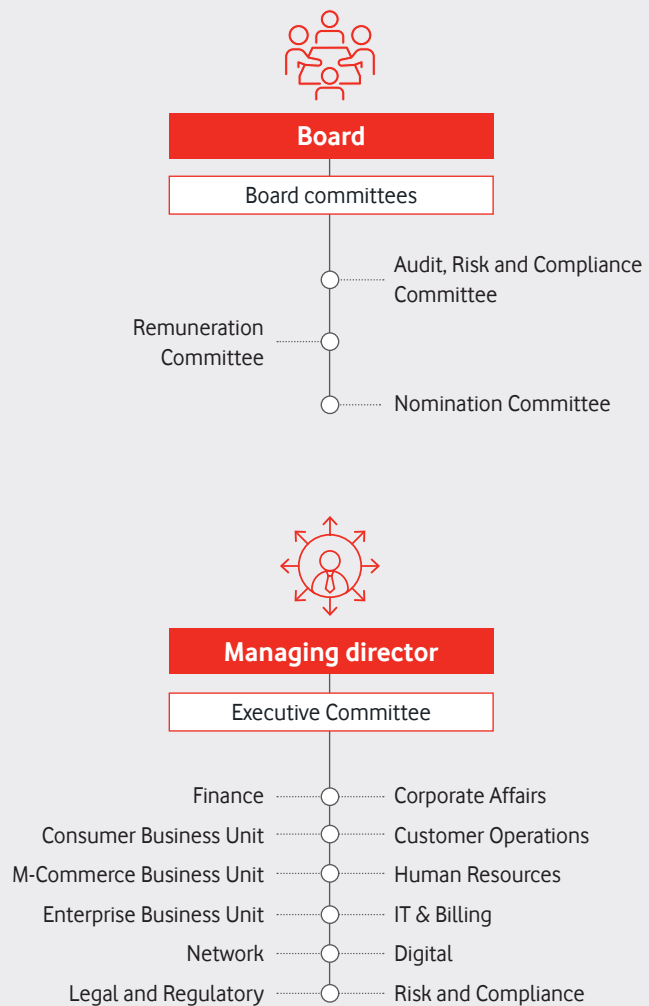 Board
Board committees
Audit, Risk and Compliance
Committee
Remuneration
Committee
Nomination Committee
Managing director
Executive Committee
Finance
Corporate Affairs
Consumer Business Unit
Customer Operations
M-Commerce Business Unit
Human Resources
Enterprise Business Unit
IT & Billing
Network
Digital
Legal and Regulatory
Risk and Compliance